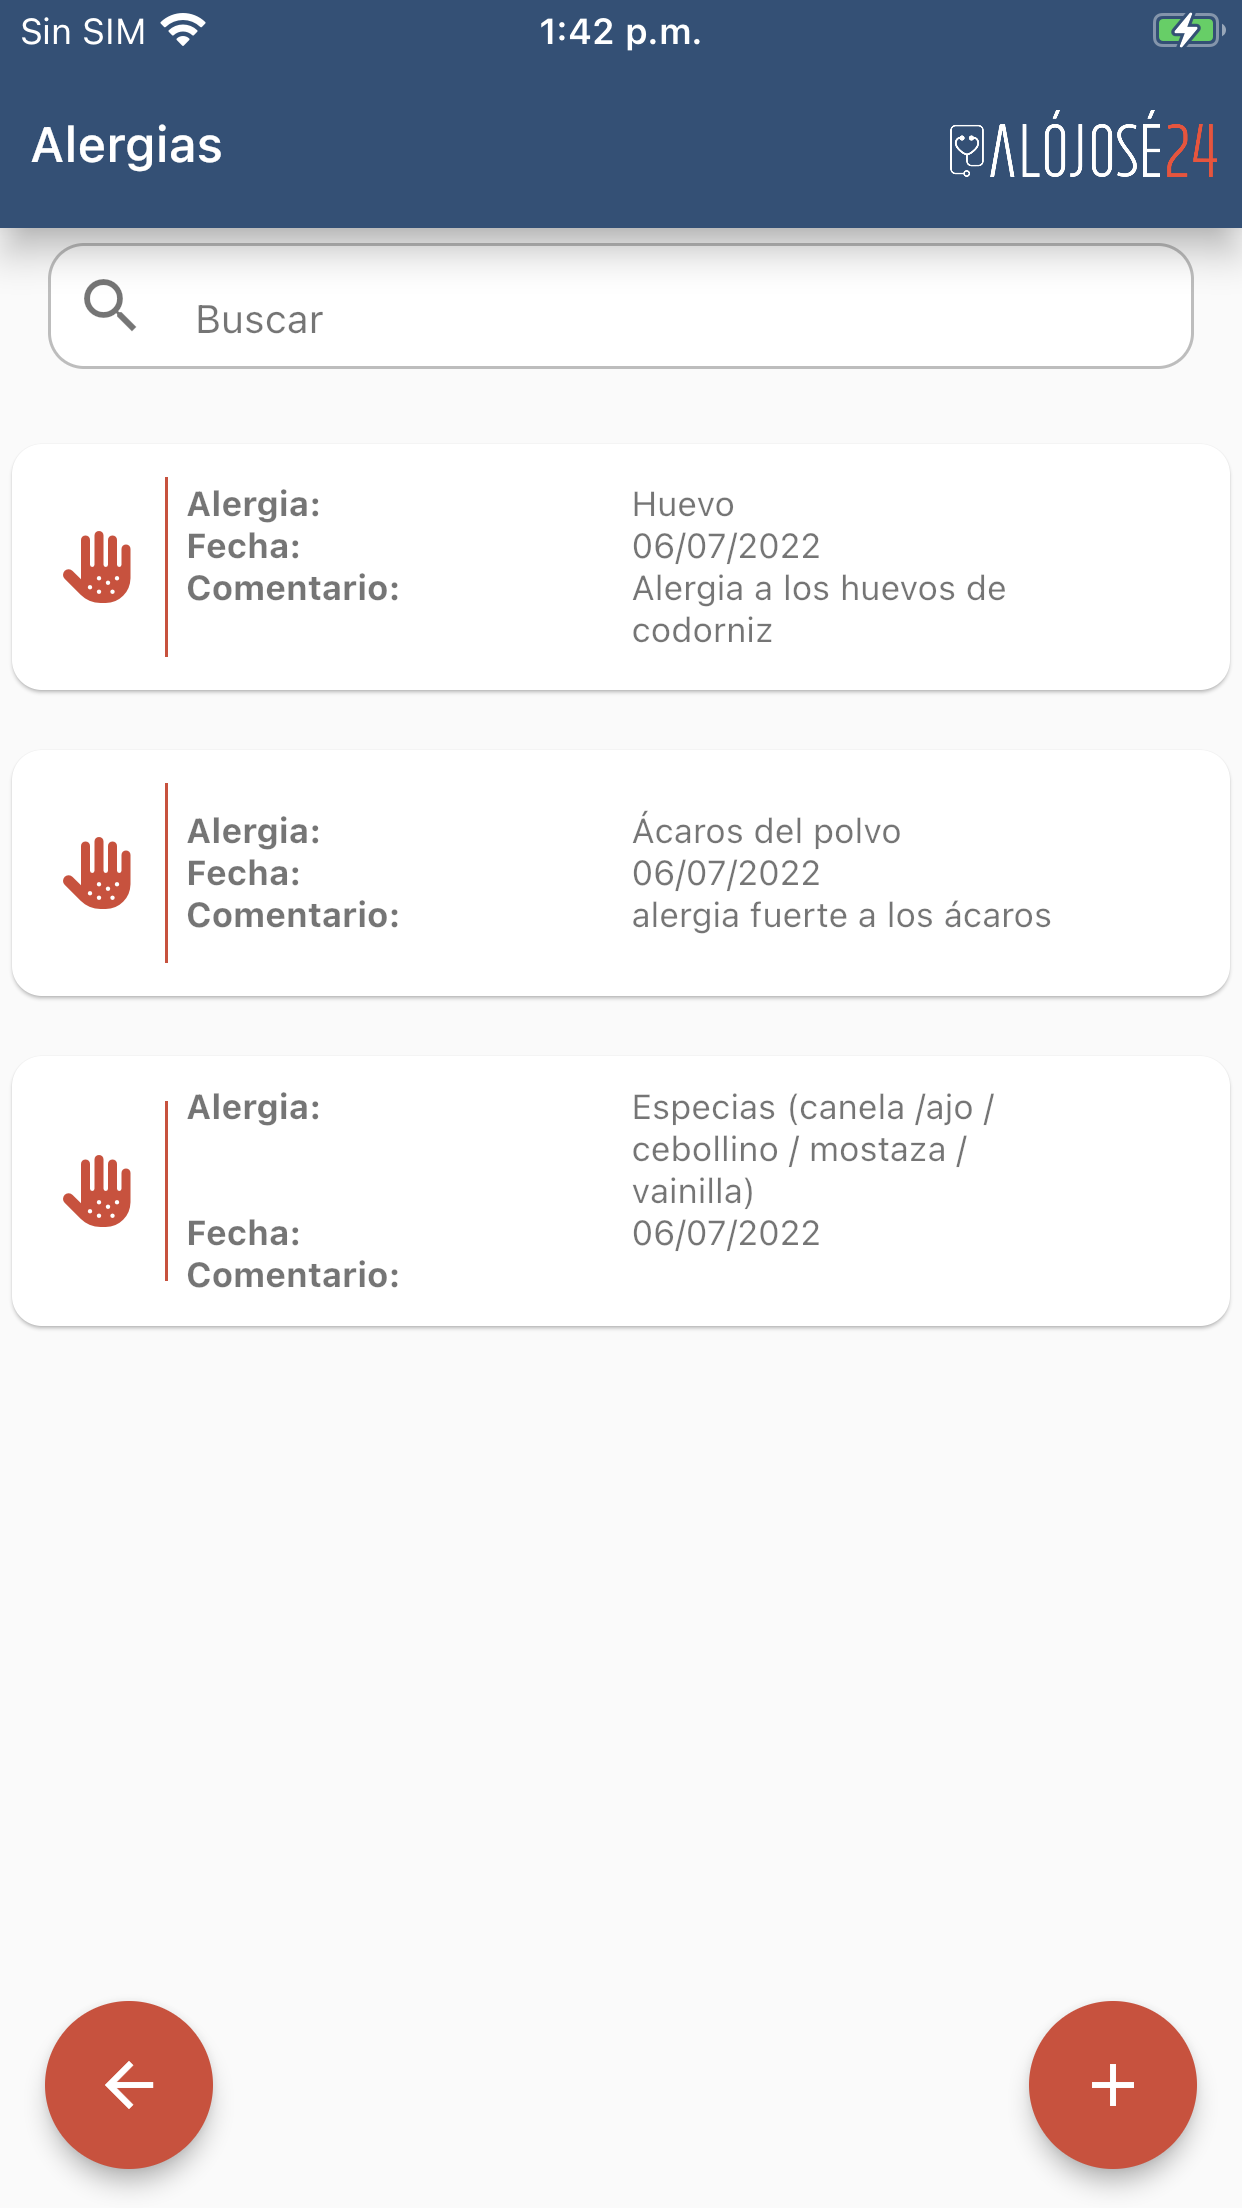 Sin SIM
1:42 p.m.
Alergias
ALÓJOSÉ24
Buscar
Alergia: Huevo
Fecha: 06/07/2022
Comentario: Alergia a los huevos de
codorniz
Alergia: Ácaros del polvo
Fecha: 06/07/2022
Comentario: alergia fuerte a los ácaros
Alergia: Especias (canela /ajo /
cebollino / mostaza /
vainilla)
Fecha: 06/07/2022
Comentario: